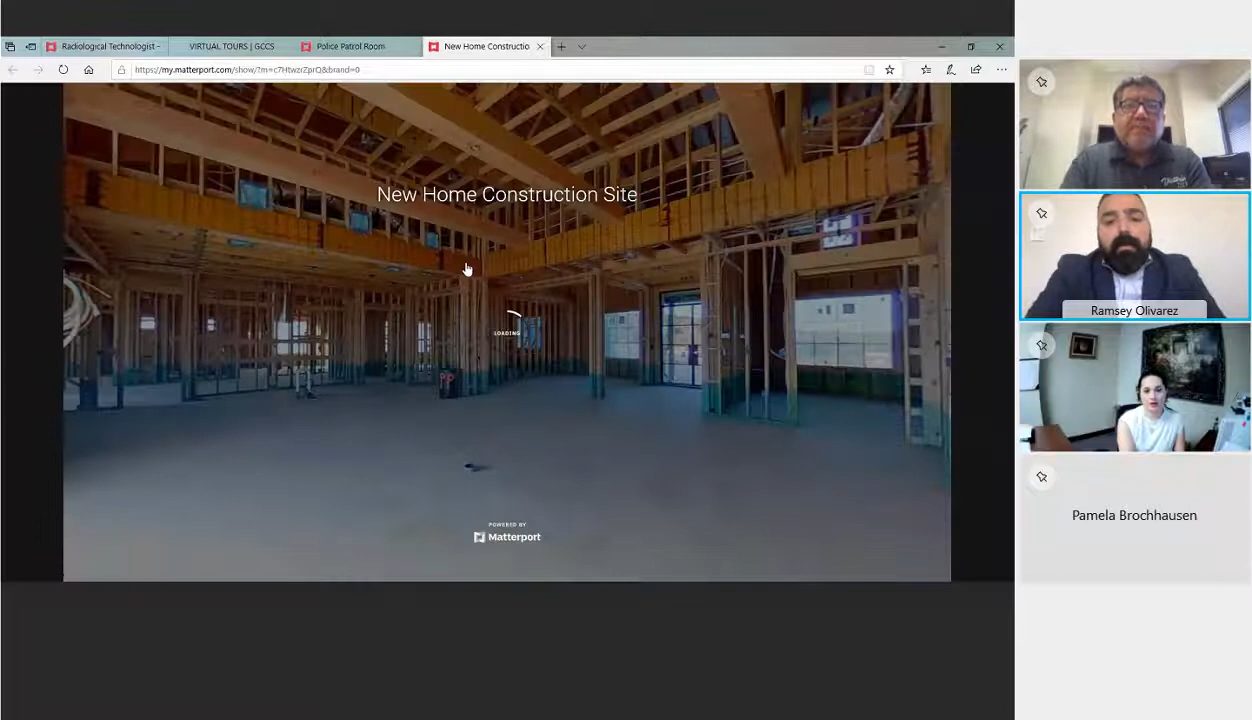 Radiological Technologist -
VIRTUAL TOURS | GCCS
Police Patrol Room
New Home Constructio
https://my.matterport.com/show/?m=c7HtwzrZprQ&brand=0
New Home Construction Site
LOADING
POWERED BY
Matterport
Ramsey Olivarez
Pamela Brochhausen